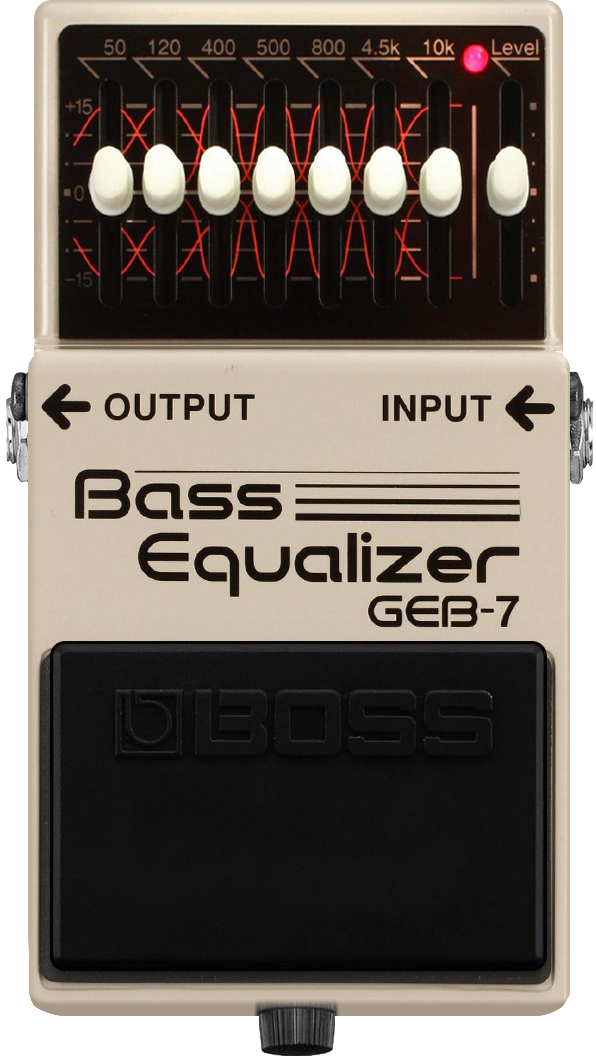 50 120 400 500 800 4.5k 10k Level
+15
0
-15
OUTPUT INPUT
Bass
Equalizer
GEB-7
BOSS